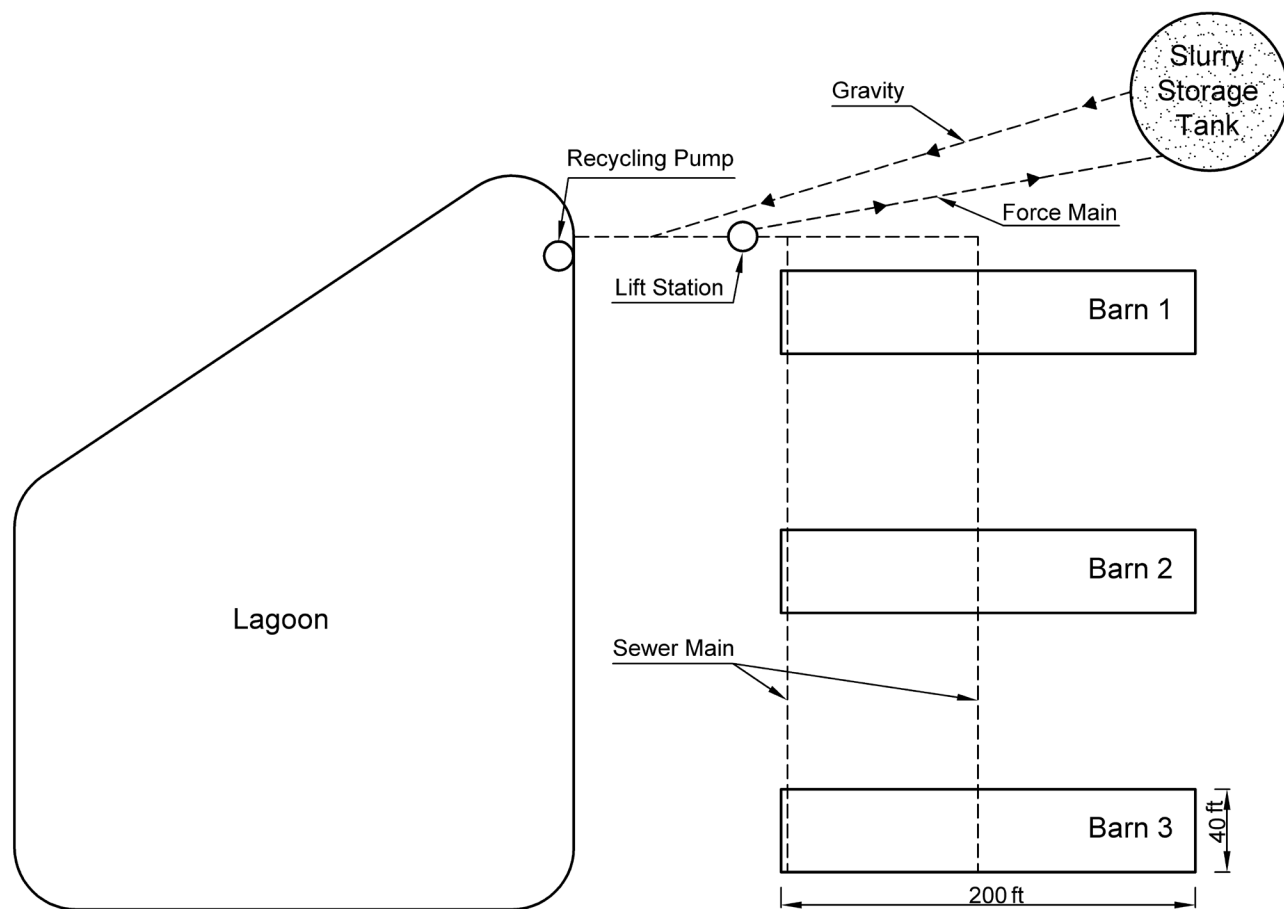 Slurry
Storage
Tank
Gravity
Recycling Pump
Force Main
Lift Station
Barn 1
Barn 2
Lagoon
Sewer Main
Barn 3
40 ft
200 ft